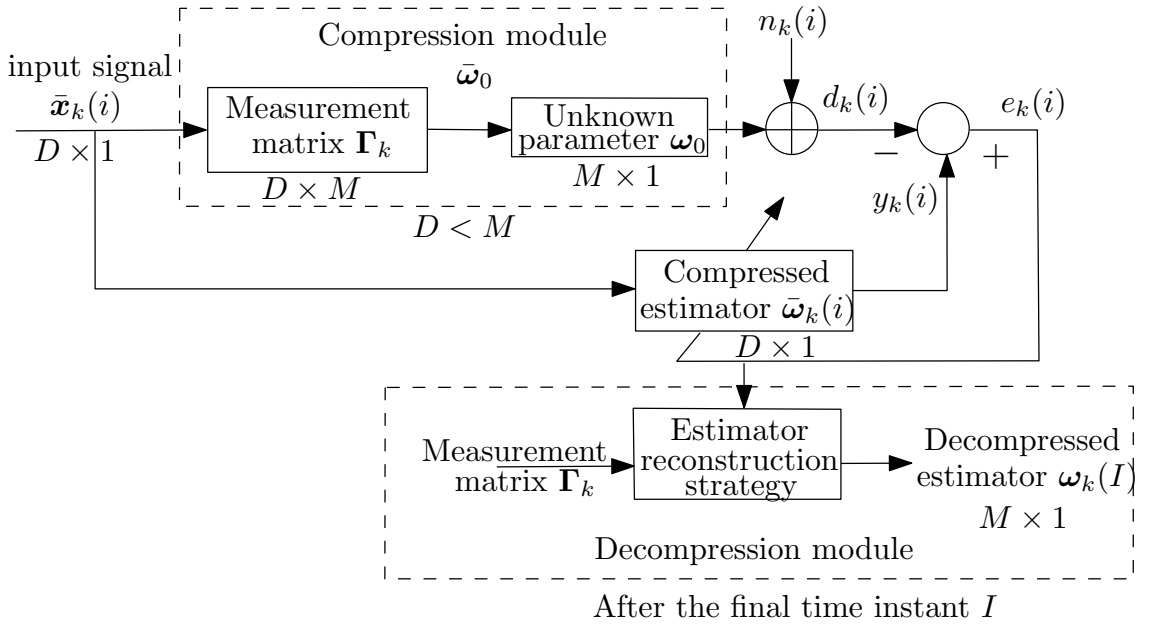 Compression module
n_k(i)
input signal
x̄_k(i)
D × 1
ω̄_0
Measurement
matrix Γ_k
D × M
Unknown
parameter ω_0
M × 1
D < M
d_k(i)
e_k(i)
−
+
y_k(i)
Compressed
estimator ω̄_k(i)
D × 1
Measurement
matrix Γ_k
Estimator
reconstruction
strategy
Decompressed
estimator ω_k(I)
M × 1
Decompression module
After the final time instant I